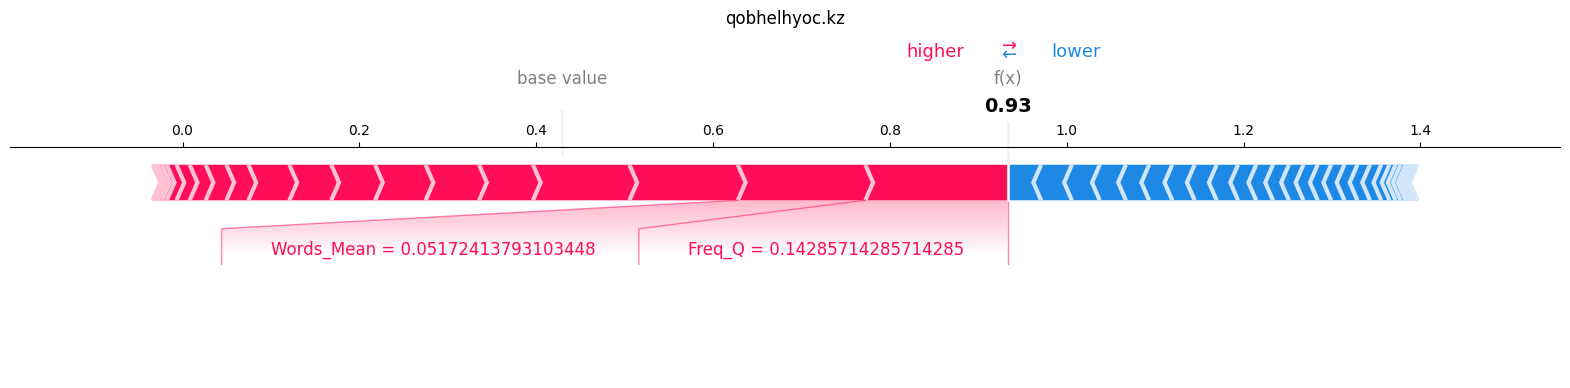 qobhelhyoc.kz
higher ⇄ lower
base value f(x)
0.93
0.0 0.2 0.4 0.6 0.8 1.0 1.2 1.4
Words_Mean = 0.05172413793103448 Freq_Q = 0.14285714285714285